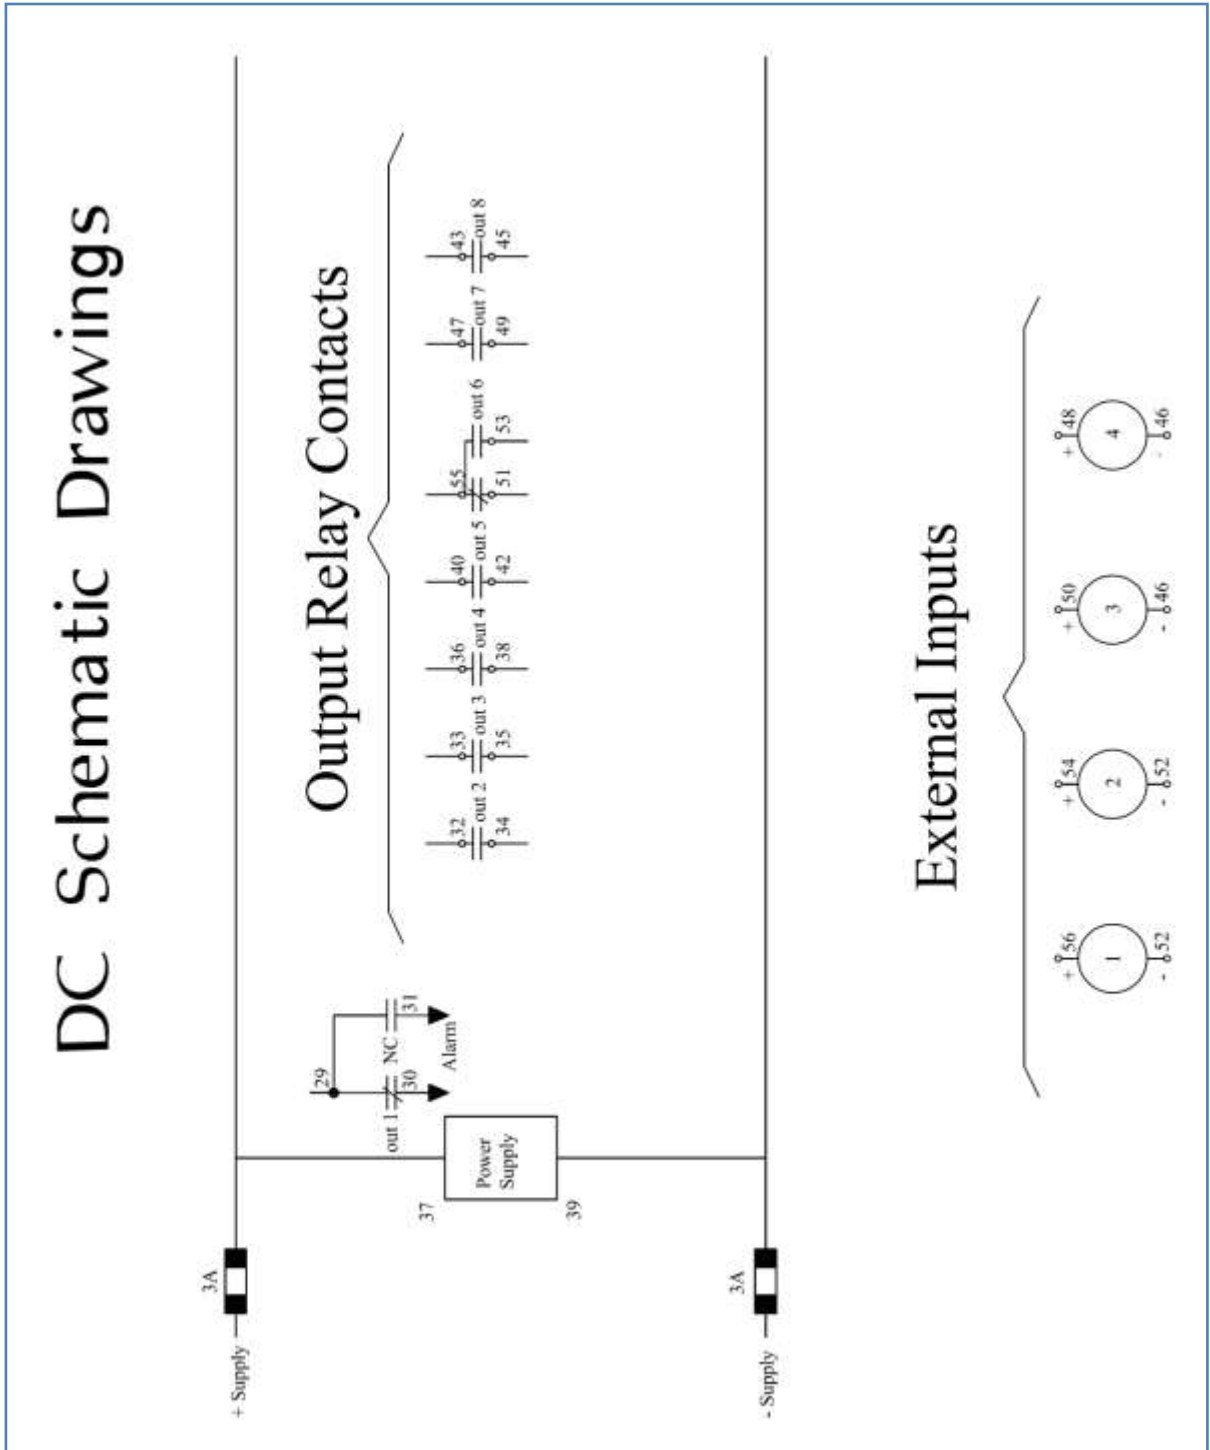 DC Schematic Drawings
+ Supply
3A
37
Power
Supply
39
29
out 1
30
NC
31
Alarm
Output Relay Contacts
32
34
out 2
33
35
out 3
36
38
out 4
40
42
out 5
55
51
53
out 6
47
49
out 7
43
45
out 8
- Supply
3A
External Inputs
+
56
1
-
52
+
54
2
-
52
+
50
3
-
46
+
48
4
-
46